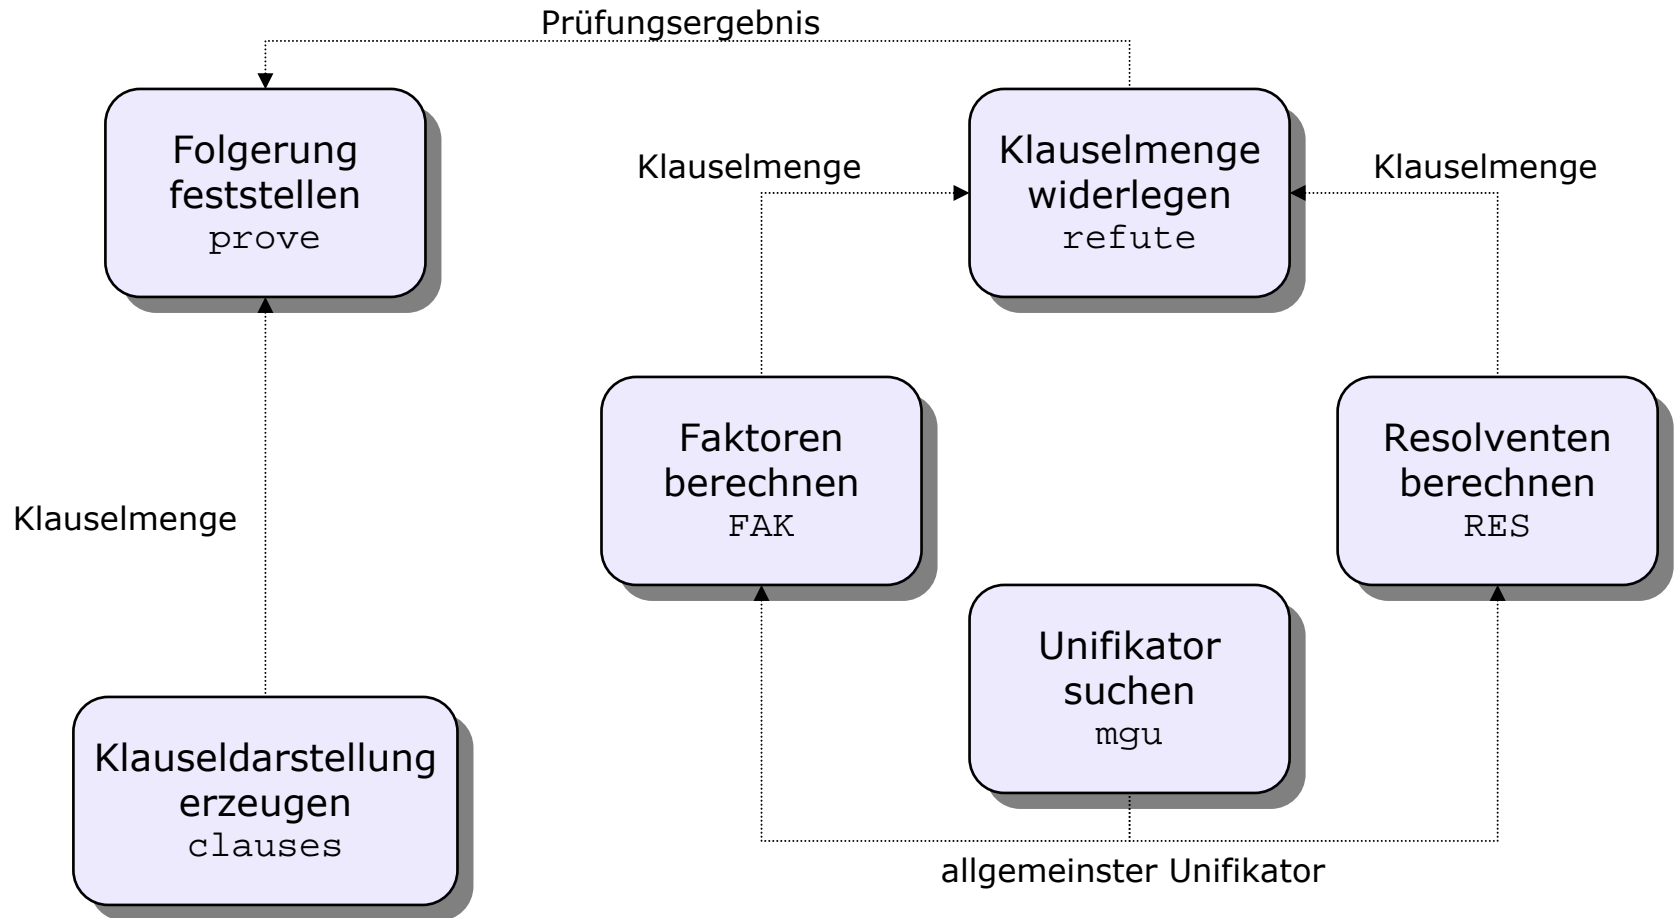 Prüfungsergebnis
Folgerung
feststellen
prove
Klauselmenge
Klauselmenge
widerlegen
refute
Klauselmenge
Faktoren
berechnen
FAK
Resolventen
berechnen
RES
Klauselmenge
Unifikator
suchen
mgu
Klauseldarstellung
erzeugen
clauses
allgemeinster Unifikator